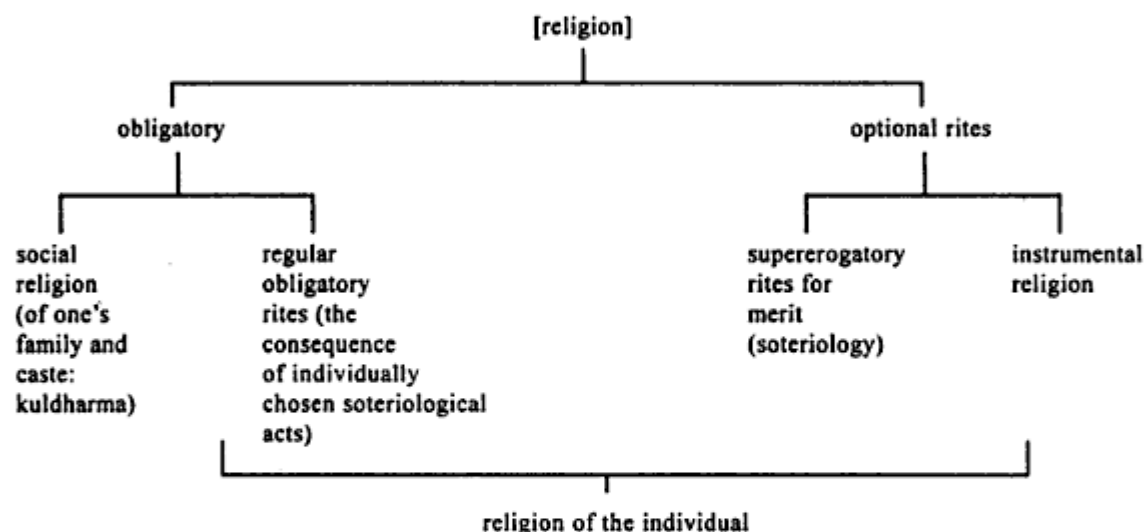 [religion]
obligatory
optional rites
social
religion
(of one's
family and
caste:
kuldharma)
regular
obligatory
rites (the
consequence
of individually
chosen soteriological
acts)
supererogatory
rites for
merit
(soteriology)
instrumental
religion
religion of the individual